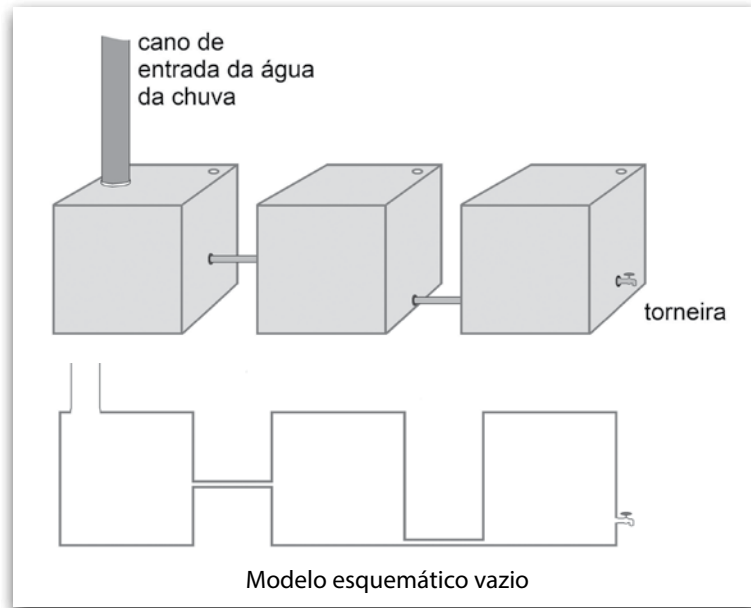 cano de
entrada da água
da chuva
torneira
Modelo esquemático vazio